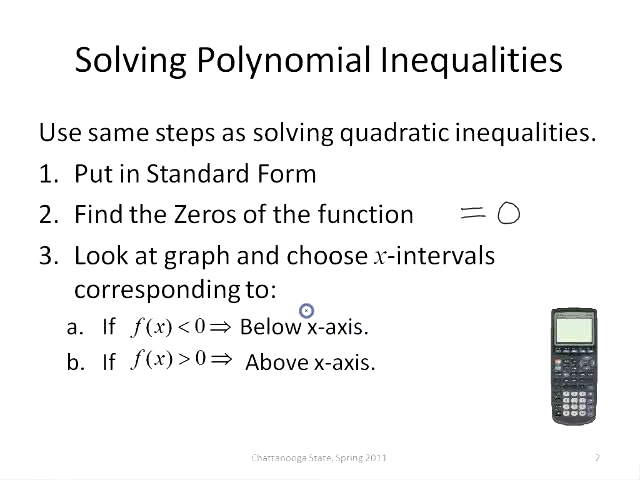 Solving Polynomial Inequalities
Use same steps as solving quadratic inequalities.
1. Put in Standard Form
2. Find the Zeros of the function = 0
3. Look at graph and choose x-intervals
corresponding to:
a. If f(x) < 0 ⇒ Below x-axis.
b. If f(x) > 0 ⇒ Above x-axis.
Chattanooga State, Spring 2011 2